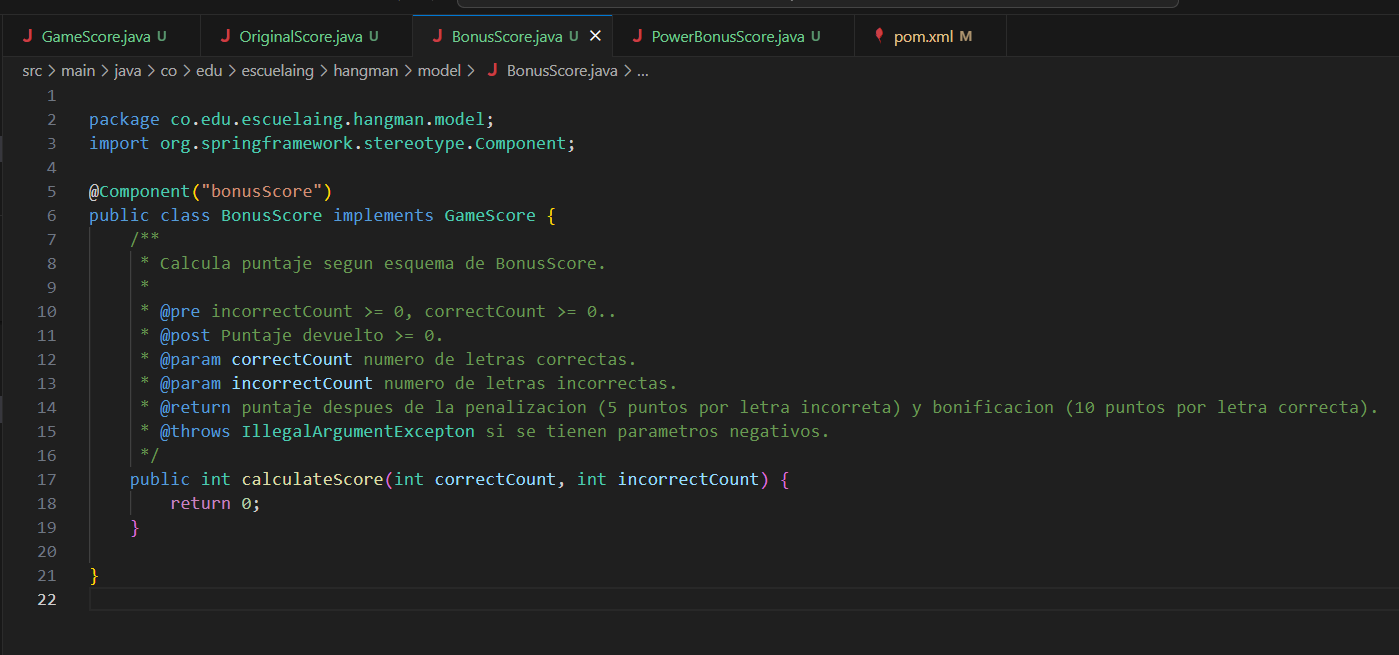 GameScore.java U OriginalScore.java U BonusScore.java U × PowerBonusScore.java U pom.xml M
src > main > java > co > edu > escuelaing > hangman > model > J BonusScore.java > ...
1
2 package co.edu.escuelaing.hangman.model;
3 import org.springframework.stereotype.Component;
4
5 @Component("bonusScore")
6 public class BonusScore implements GameScore {
7 /**
8 * Calcula puntaje segun esquema de BonusScore.
9 *
10 * @pre incorrectCount >= 0, correctCount >= 0..
11 * @post Puntaje devuelto >= 0.
12 * @param correctCount numero de letras correctas.
13 * @param incorrectCount numero de letras incorrectas.
14 * @return puntaje despues de la penalizacion (5 puntos por letra incorreta) y bonificacion (10 puntos por letra correcta).
15 * @throws IllegalArgumentExcepton si se tienen parametros negativos.
16 */
17 public int calculateScore(int correctCount, int incorrectCount) {
18 return 0;
19 }
20
21 }
22